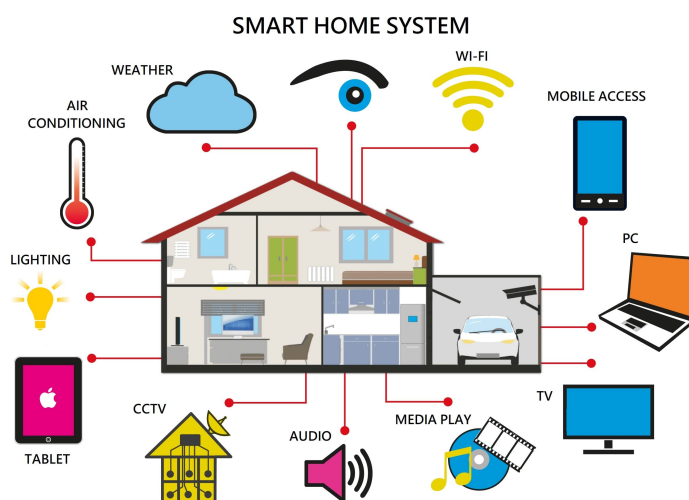 SMART HOME SYSTEM
WEATHER
WI-FI
AIR
CONDITIONING
MOBILE ACCESS
LIGHTING
PC
TABLET
CCTV
AUDIO
MEDIA PLAY
TV